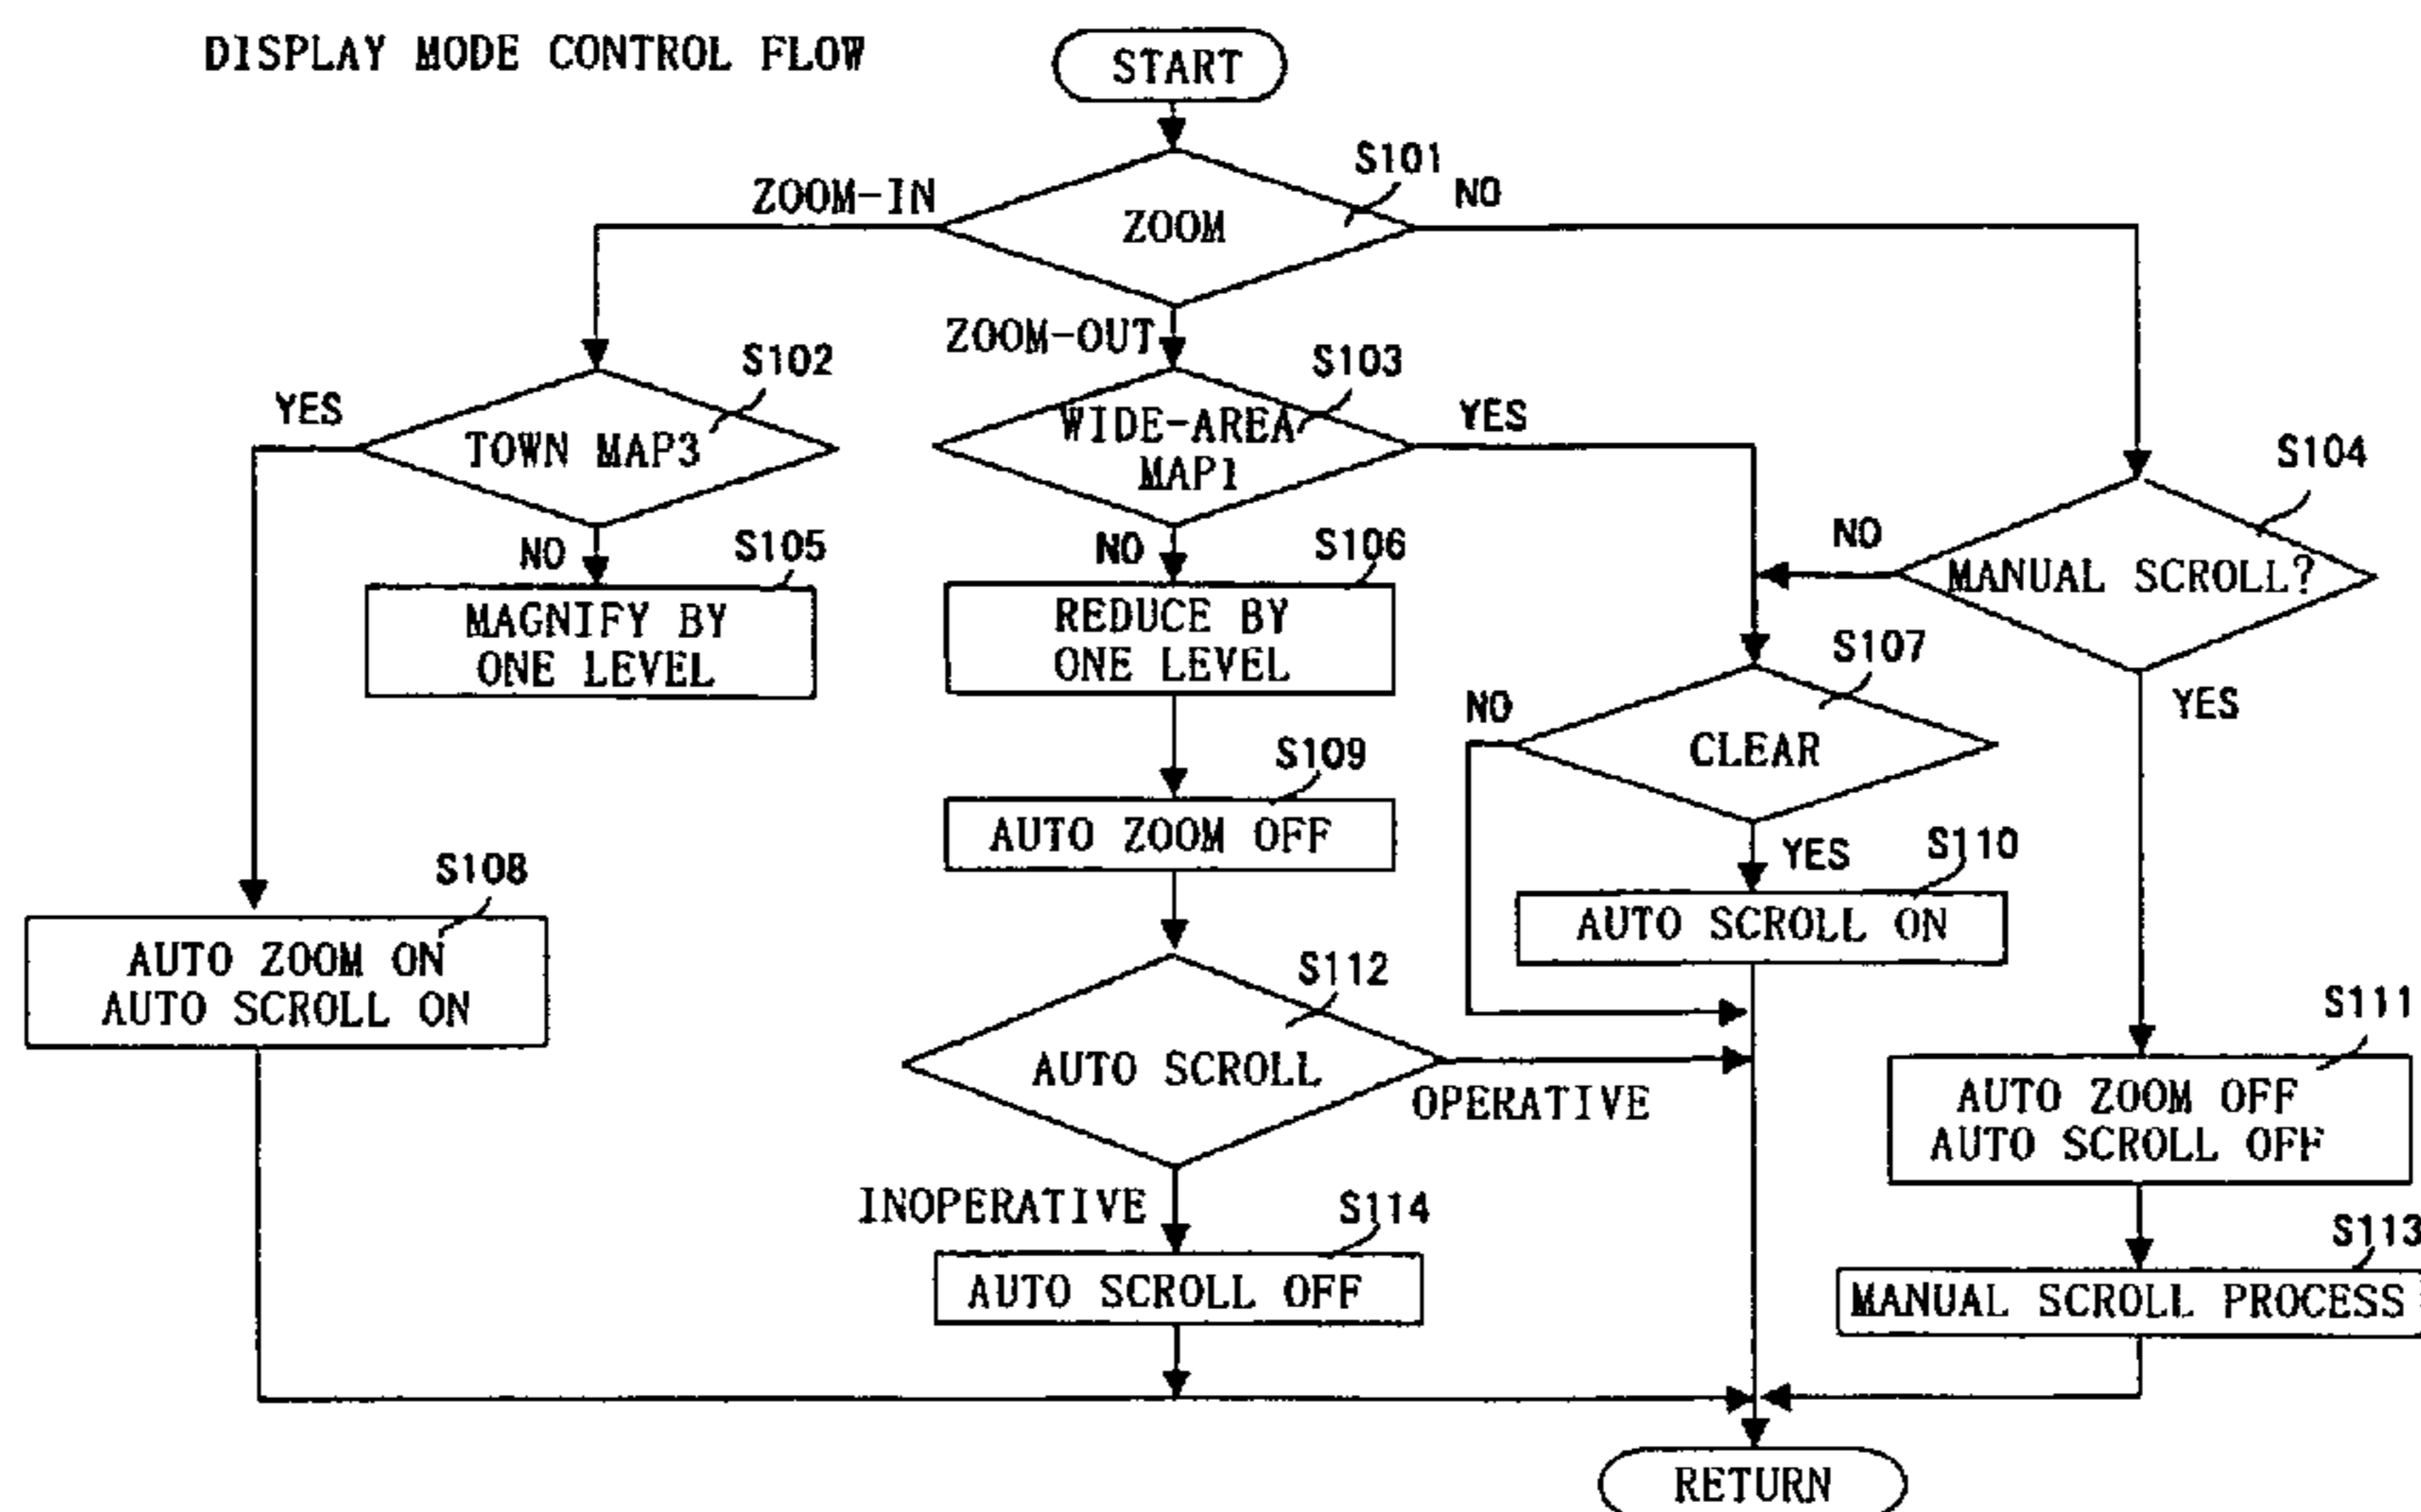 DISPLAY MODE CONTROL FLOW
START
S101
ZOOM-IN
ZOOM
NO
ZOOM-OUT
S102
S103
YES
TOWN MAP3
WIDE-AREA
MAP1
YES
S104
NO
MANUAL SCROLL?
NO
S105
NO
S106
MAGNIFY BY
ONE LEVEL
REDUCE BY
ONE LEVEL
S107
NO
CLEAR
YES
S109
AUTO ZOOM OFF
YES
S110
AUTO SCROLL ON
S108
AUTO ZOOM ON
AUTO SCROLL ON
S112
AUTO SCROLL
OPERATIVE
S111
AUTO ZOOM OFF
AUTO SCROLL OFF
INOPERATIVE
S114
AUTO SCROLL OFF
S113
MANUAL SCROLL PROCESS
RETURN